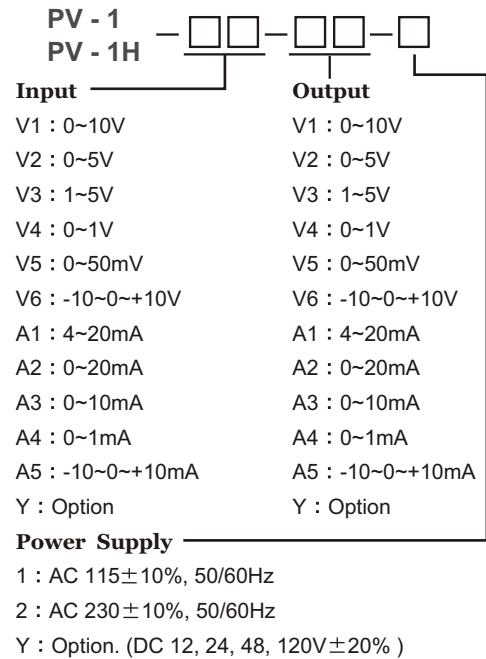 PV - 1
PV - 1H
Input
V1：0~10V
V2：0~5V
V3：1~5V
V4：0~1V
V5：0~50mV
V6：-10~0~+10V
A1：4~20mA
A2：0~20mA
A3：0~10mA
A4：0~1mA
A5：-10~0~+10mA
Y：Option
Output
V1：0~10V
V2：0~5V
V3：1~5V
V4：0~1V
V5：0~50mV
V6：-10~0~+10V
A1：4~20mA
A2：0~20mA
A3：0~10mA
A4：0~1mA
A5：-10~0~+10mA
Y：Option
Power Supply
1：AC 115±10%, 50/60Hz
2：AC 230±10%, 50/60Hz
Y：Option. (DC 12, 24, 48, 120V±20% )